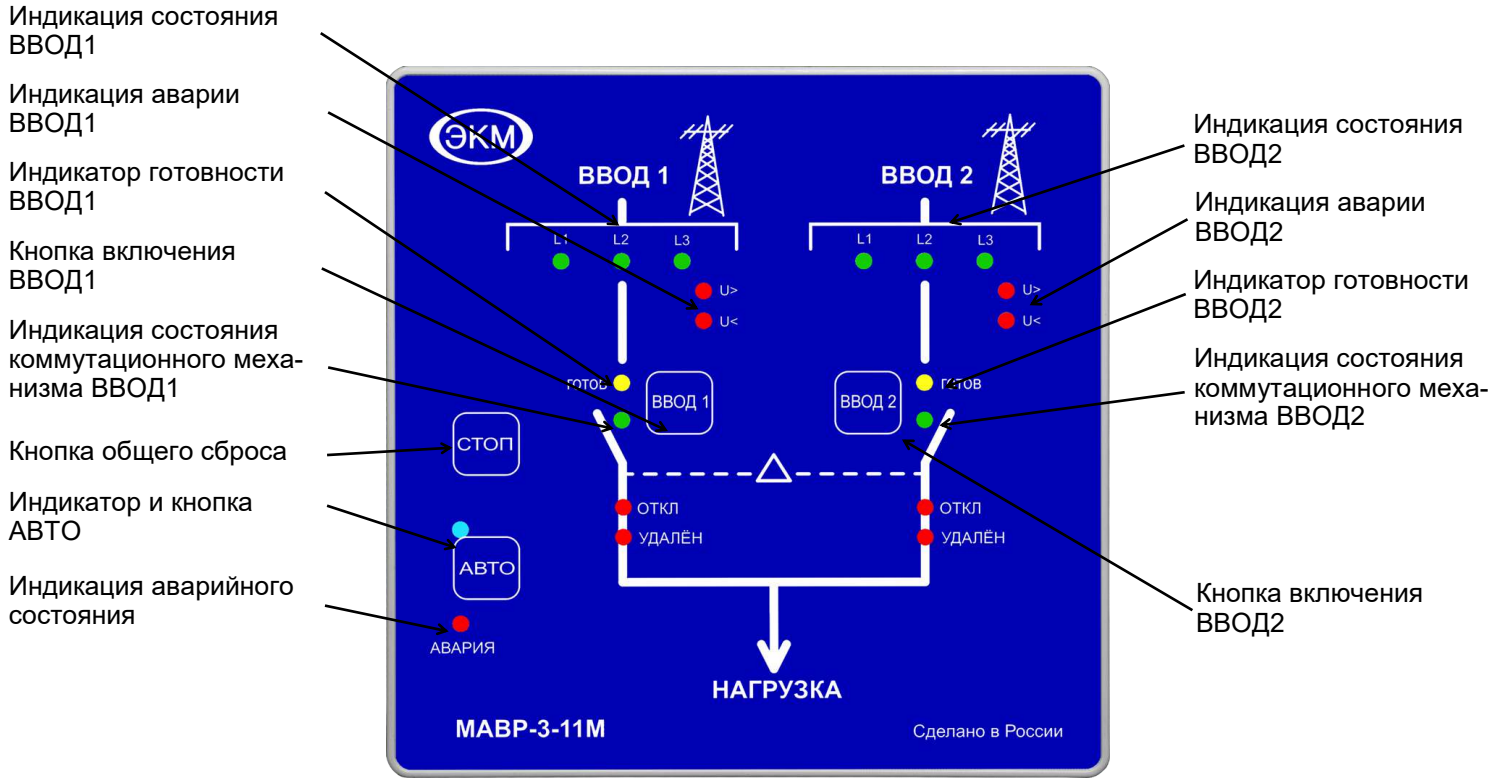 Индикация состояния
ВВОД1
Индикация аварии
ВВОД1
Индикатор готовности
ВВОД1
Кнопка включения
ВВОД1
Индикация состояния
коммутационного меха-
низма ВВОД1
Кнопка общего сброса
Индикатор и кнопка
АВТО
Индикация аварийного
состояния
ЭКМ
ВВОД 1
ВВОД 2
L1 L2 L3
L1 L2 L3
U>
U<
U>
U<
ГОТОВ
ВВОД 1
ВВОД 2
ГОТОВ
СТОП
ОТКЛ
УДАЛЁН
ОТКЛ
УДАЛЁН
АВТО
АВАРИЯ
НАГРУЗКА
МАВР-3-11М
Сделано в России
Индикация состояния
ВВОД2
Индикация аварии
ВВОД2
Индикатор готовности
ВВОД2
Индикация состояния
коммутационного меха-
низма ВВОД2
Кнопка включения
ВВОД2